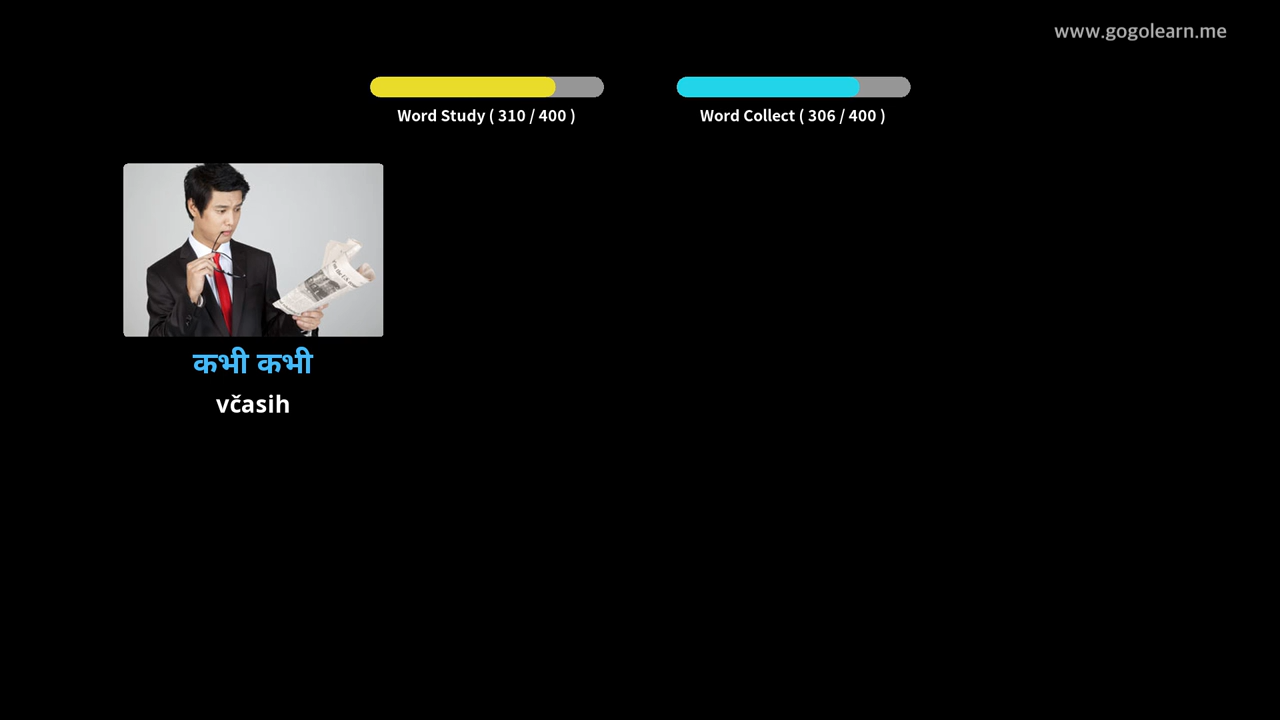 www.gogolearn.me
Word Study ( 310 / 400 )
Word Collect ( 306 / 400 )
कभी कभी
včasih